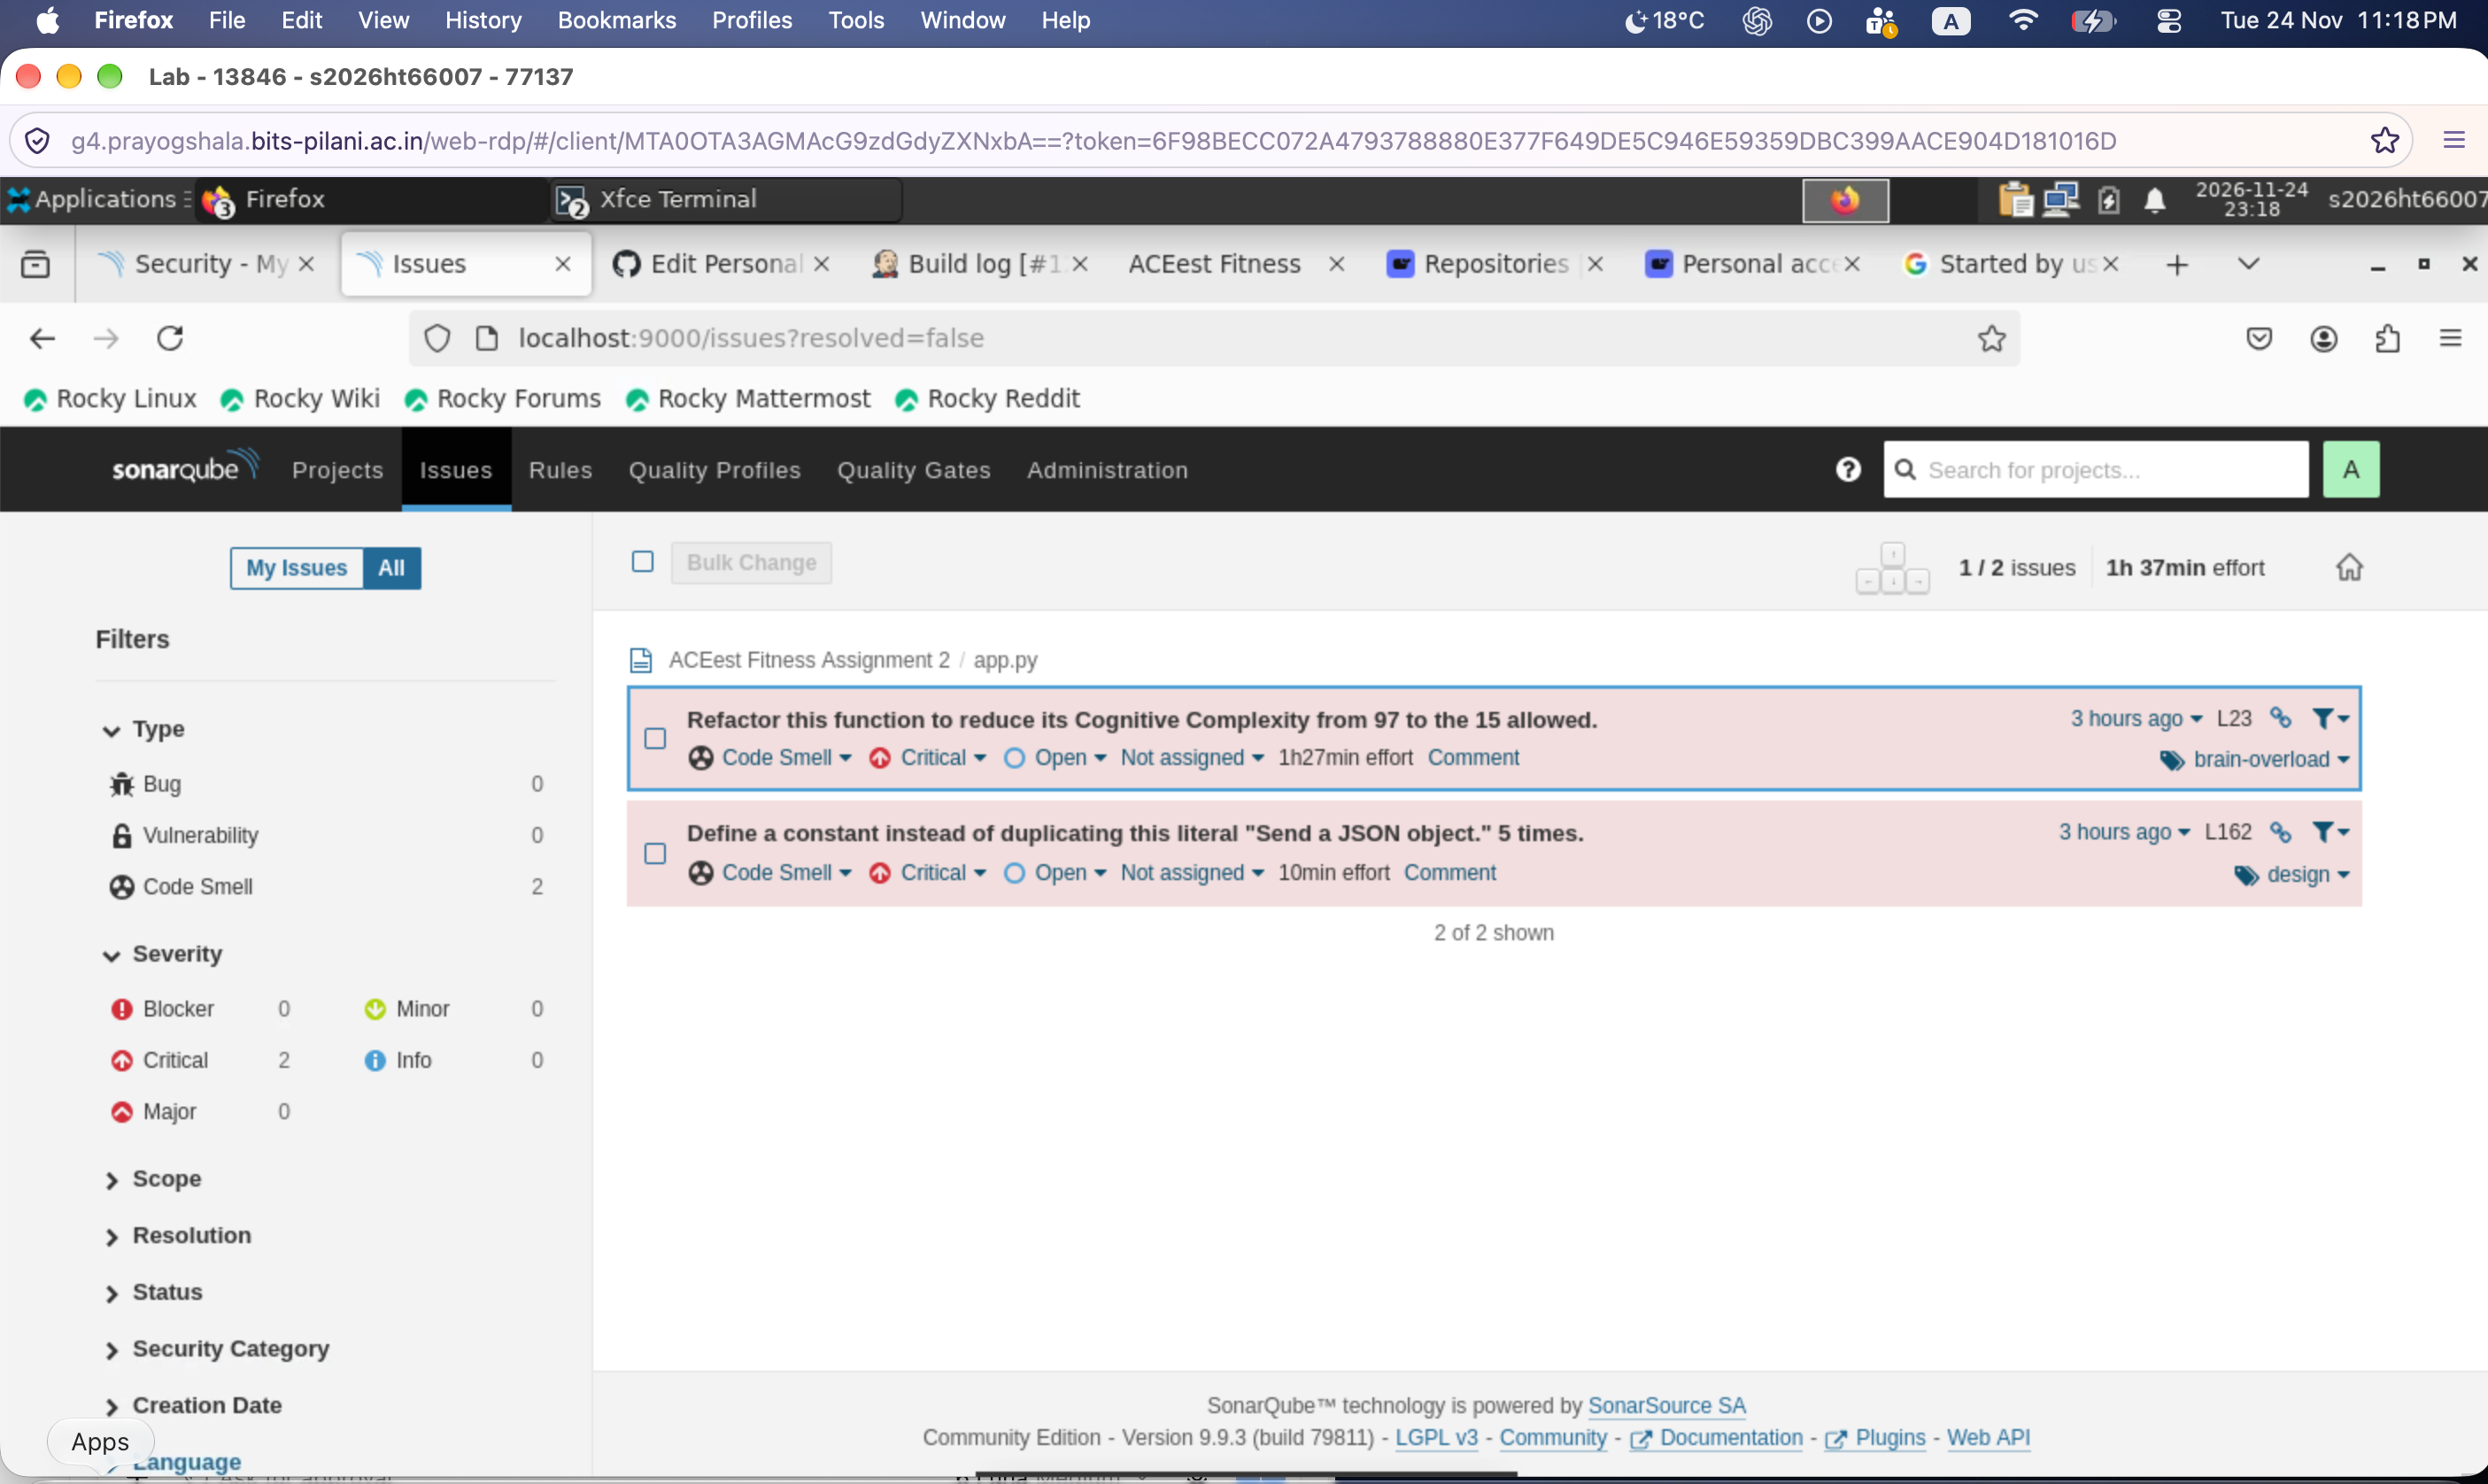 Firefox File Edit View History Bookmarks Profiles Tools Window Help 18°C A Tue 24 Nov 11:18 PM
Lab - 13846 - s2026ht66007 - 77137
g4.prayogshala.bits-pilani.ac.in/web-rdp/#/client/MTA0OTA3AGMAcG9zdGdyZXNxbA==?token=6F98BECC072A4793788880E377F649DE5C946E59359DBC399AACE904D181016D
Applications 3 Firefox 2 Xfce Terminal 2026-11-24 23:18 s2026ht66007
Security - My Issues Edit Personal Build log [#1 ACEest Fitness Repositories Personal acce Started by us
localhost:9000/issues?resolved=false
Rocky Linux Rocky Wiki Rocky Forums Rocky Mattermost Rocky Reddit
sonarqube Projects Issues Rules Quality Profiles Quality Gates Administration ? Search for projects... A
My Issues All
Bulk Change 1 / 2 issues 1h 37min effort
Filters
ACEest Fitness Assignment 2 / app.py
Refactor this function to reduce its Cognitive Complexity from 97 to the 15 allowed. 3 hours ago L23
Code Smell Critical Open Not assigned 1h27min effort Comment brain-overload
Define a constant instead of duplicating this literal "Send a JSON object." 5 times. 3 hours ago L162
Code Smell Critical Open Not assigned 10min effort Comment design
2 of 2 shown
Type
Bug 0
Vulnerability 0
Code Smell 2
Severity
Blocker 0 Minor 0
Critical 2 Info 0
Major 0
Scope
Resolution
Status
Security Category
Creation Date
Language
Apps
SonarQube™ technology is powered by SonarSource SA
Community Edition - Version 9.9.3 (build 79811) - LGPL v3 - Community - Documentation - Plugins - Web API